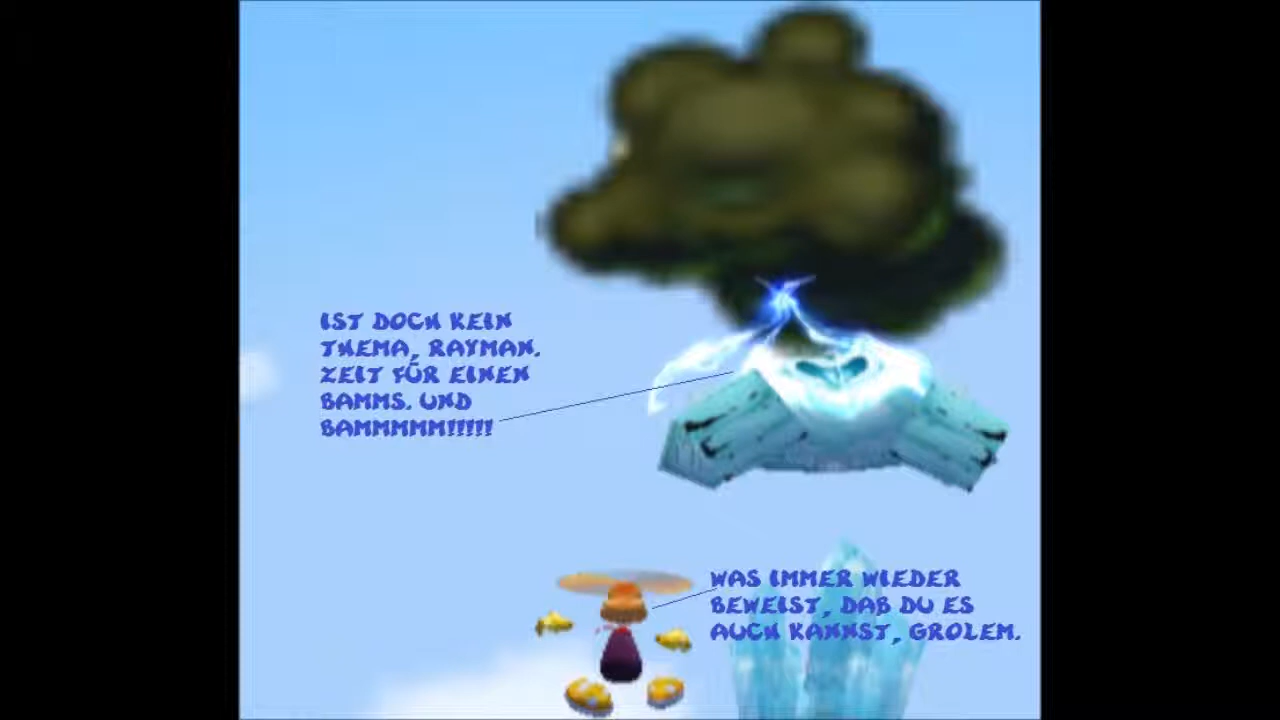 IST DOCH KEIN
THEMA, RAYMAN.
ZEIT FÜR EINEN
BAMMS. UND
BAMMMMM!!!!!
WAS IMMER WIEDER
BEWEIST, DAß DU ES
AUCH KANNST, GROLEM.